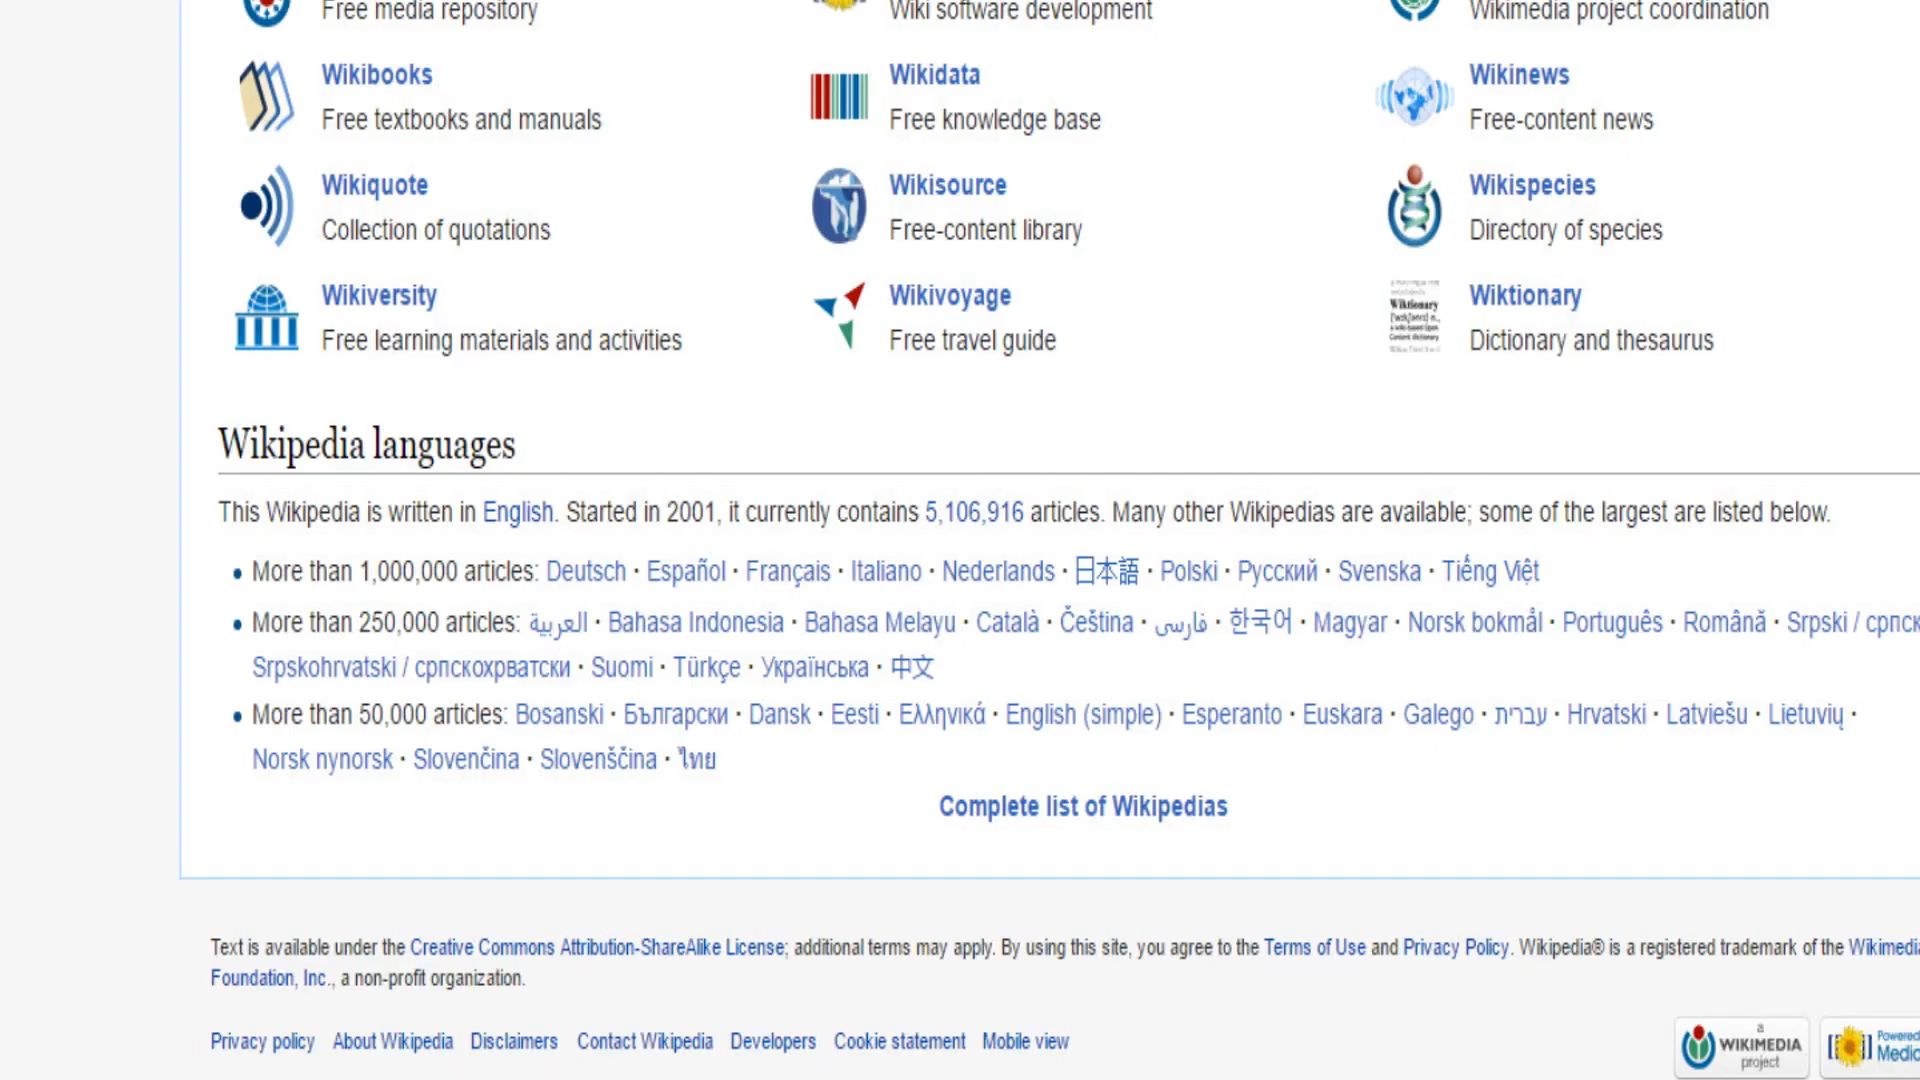 Free media repository Wiki software development Wikimedia project coordination
Wikibooks Wikidata Wikinews
Free textbooks and manuals Free knowledge base Free-content news
Wikiquote Wikisource Wikispecies
Collection of quotations Free-content library Directory of species
Wikiversity Wikivoyage Wiktionary
Free learning materials and activities Free travel guide Dictionary and thesaurus
Wikipedia languages
This Wikipedia is written in English. Started in 2001, it currently contains 5,106,916 articles. Many other Wikipedias are available; some of the largest are listed below.
• More than 1,000,000 articles: Deutsch · Español · Français · Italiano · Nederlands · 日本語 · Polski · Русский · Svenska · Tiếng Việt
• More than 250,000 articles: العربية · Bahasa Indonesia · Bahasa Melayu · Català · Čeština · فارسی · 한국어 · Magyar · Norsk bokmål · Português · Română · Srpski / српск
Srpskohrvatski / српскохрватски · Suomi · Türkçe · Українська · 中文
• More than 50,000 articles: Bosanski · Български · Dansk · Eesti · Ελληνικά · English (simple) · Esperanto · Euskara · Galego · עברית · Hrvatski · Latviešu · Lietuvių ·
Norsk nynorsk · Slovenčina · Slovenščina · ไทย
Complete list of Wikipedias
Text is available under the Creative Commons Attribution-ShareAlike License; additional terms may apply. By using this site, you agree to the Terms of Use and Privacy Policy. Wikipedia® is a registered trademark of the Wikimedia
Foundation, Inc., a non-profit organization.
Privacy policy About Wikipedia Disclaimers Contact Wikipedia Developers Cookie statement Mobile view
a
WIKIMEDIA
project
Powered